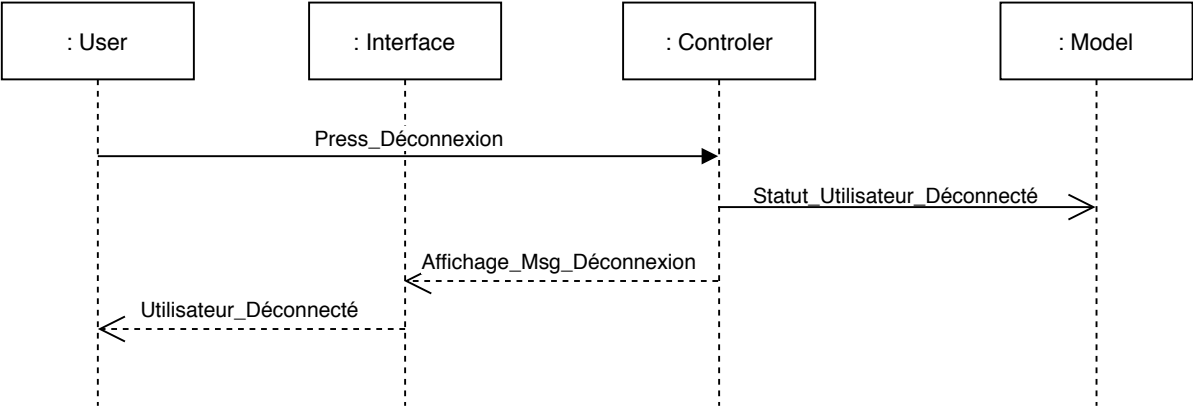 : User
: Interface
: Controler
: Model
Press_Déconnexion
Statut_Utilisateur_Déconnecté
Affichage_Msg_Déconnexion
Utilisateur_Déconnecté